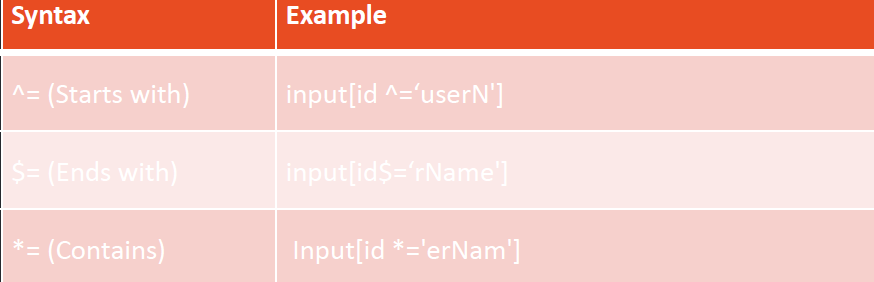 Syntax Example
^= (Starts with) input[id ^=‘userN']
$= (Ends with) input[id$=‘rName']
*= (Contains) Input[id *='erNam']